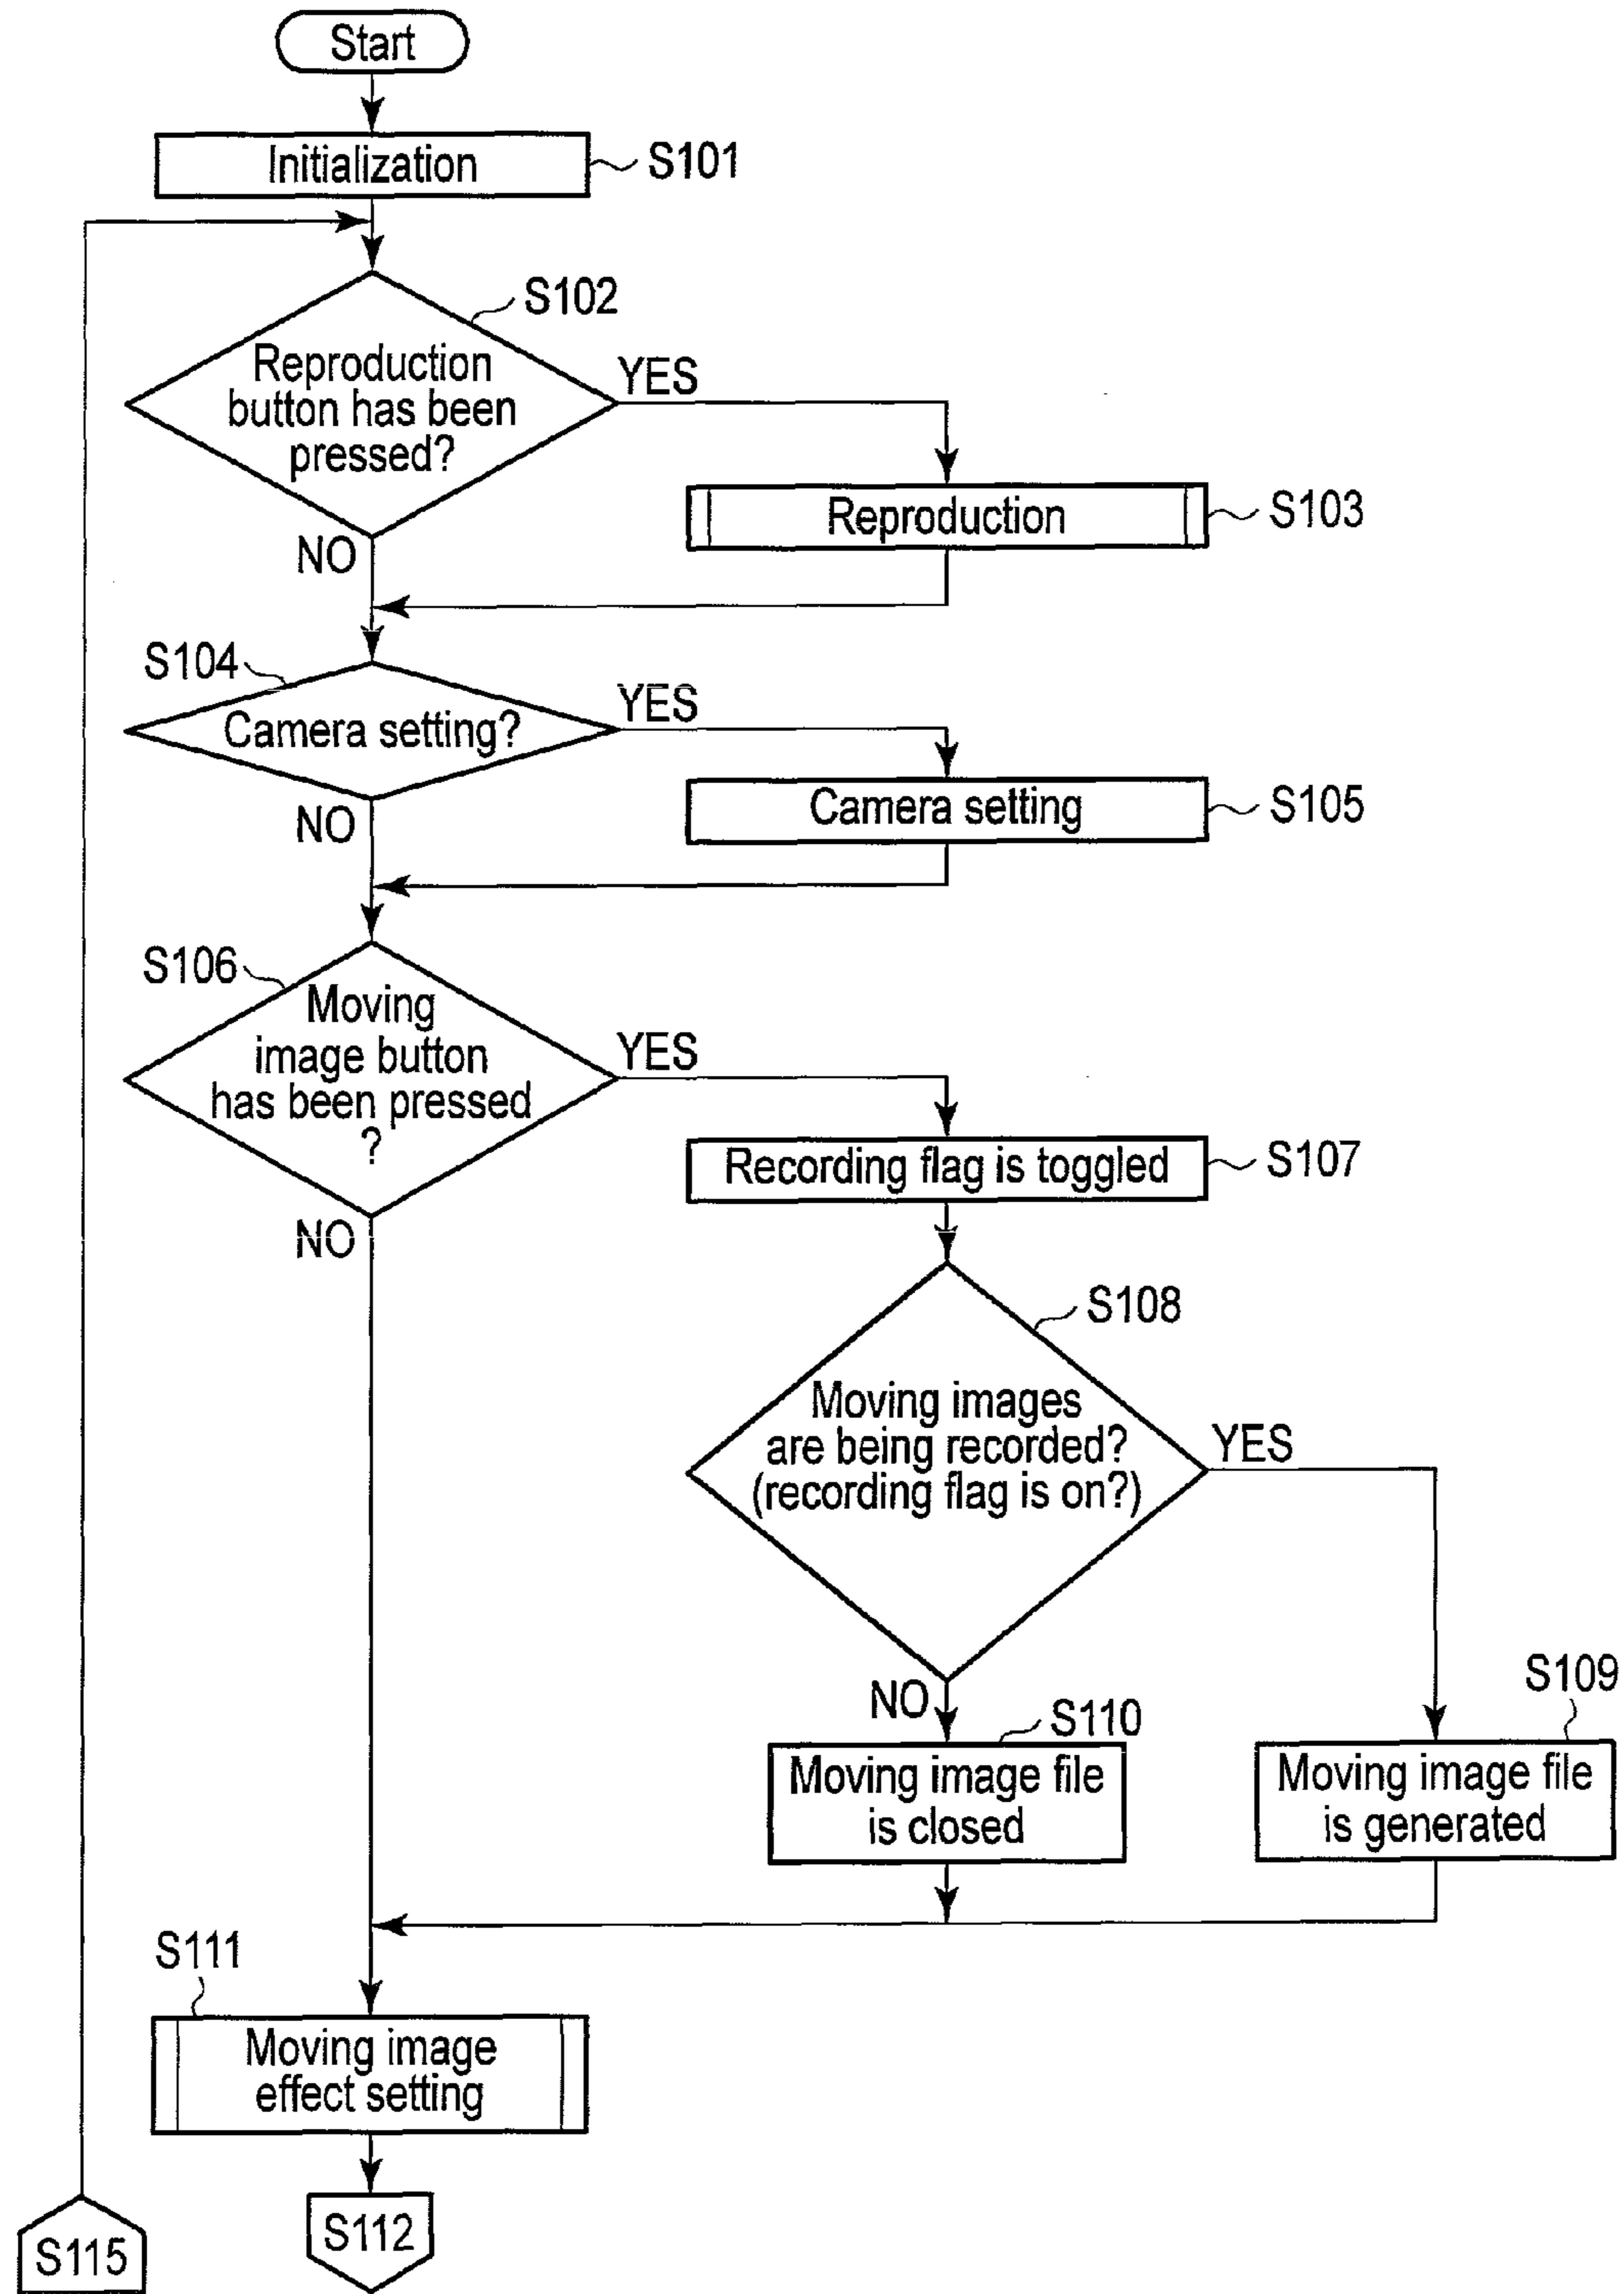 Start
Initialization
S101
S102
Reproduction
button has been
pressed?
YES
NO
Reproduction
S103
S104
Camera setting?
YES
NO
Camera setting
S105
S106
Moving
image button
has been pressed
?
YES
NO
Recording flag is toggled
S107
S108
Moving images
are being recorded?
(recording flag is on?)
YES
NO
S109
S110
Moving image file
is closed
Moving image file
is generated
S111
Moving image
effect setting
S115
S112